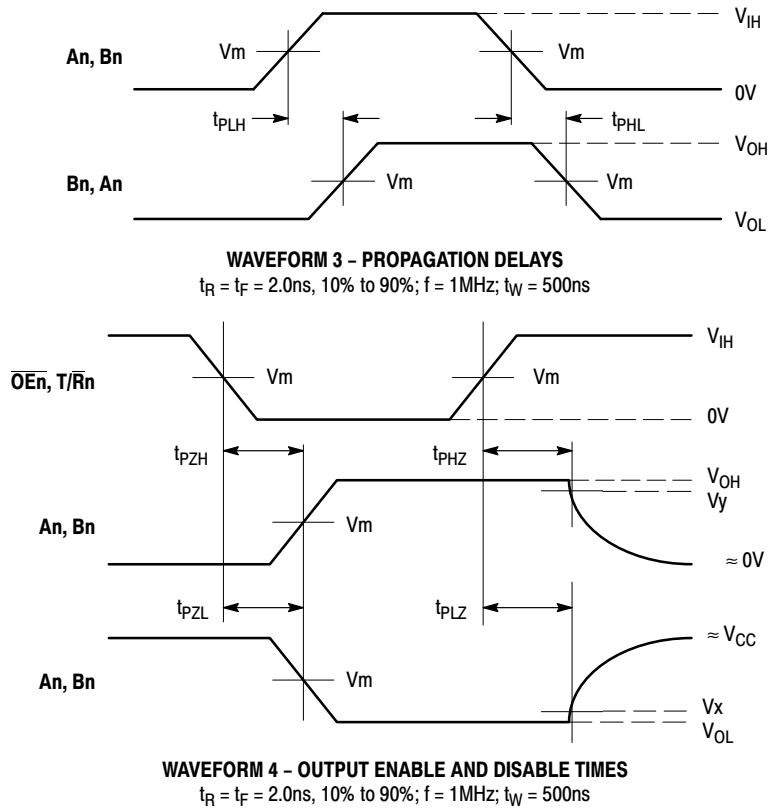 V_IH
An, Bn Vm Vm
0V
t_PLH t_PHL
V_OH
Bn, An Vm Vm
V_OL
WAVEFORM 3 – PROPAGATION DELAYS
t_R = t_F = 2.0ns, 10% to 90%; f = 1MHz; t_W = 500ns
V_IH
O̅E̅n̅, T/R̅n Vm Vm
0V
t_PZH t_PHZ
V_OH
Vy
An, Bn Vm
≈ 0V
t_PZL t_PLZ
≈ V_CC
An, Bn Vm
Vx
V_OL
WAVEFORM 4 – OUTPUT ENABLE AND DISABLE TIMES
t_R = t_F = 2.0ns, 10% to 90%; f = 1MHz; t_W = 500ns